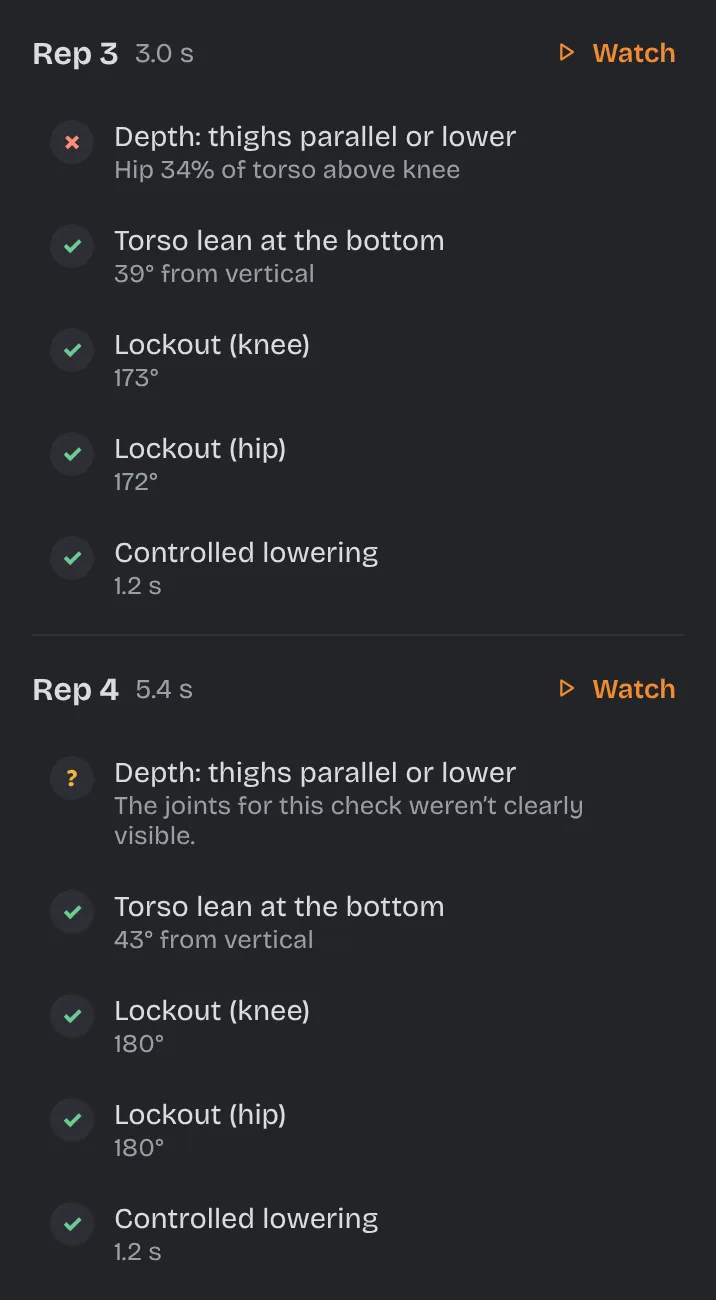 Rep 3 3.0 s Watch
Depth: thighs parallel or lower
Hip 34% of torso above knee
Torso lean at the bottom
39° from vertical
Lockout (knee)
173°
Lockout (hip)
172°
Controlled lowering
1.2 s
Rep 4 5.4 s Watch
?
Depth: thighs parallel or lower
The joints for this check weren't clearly
visible.
Torso lean at the bottom
43° from vertical
Lockout (knee)
180°
Lockout (hip)
180°
Controlled lowering
1.2 s